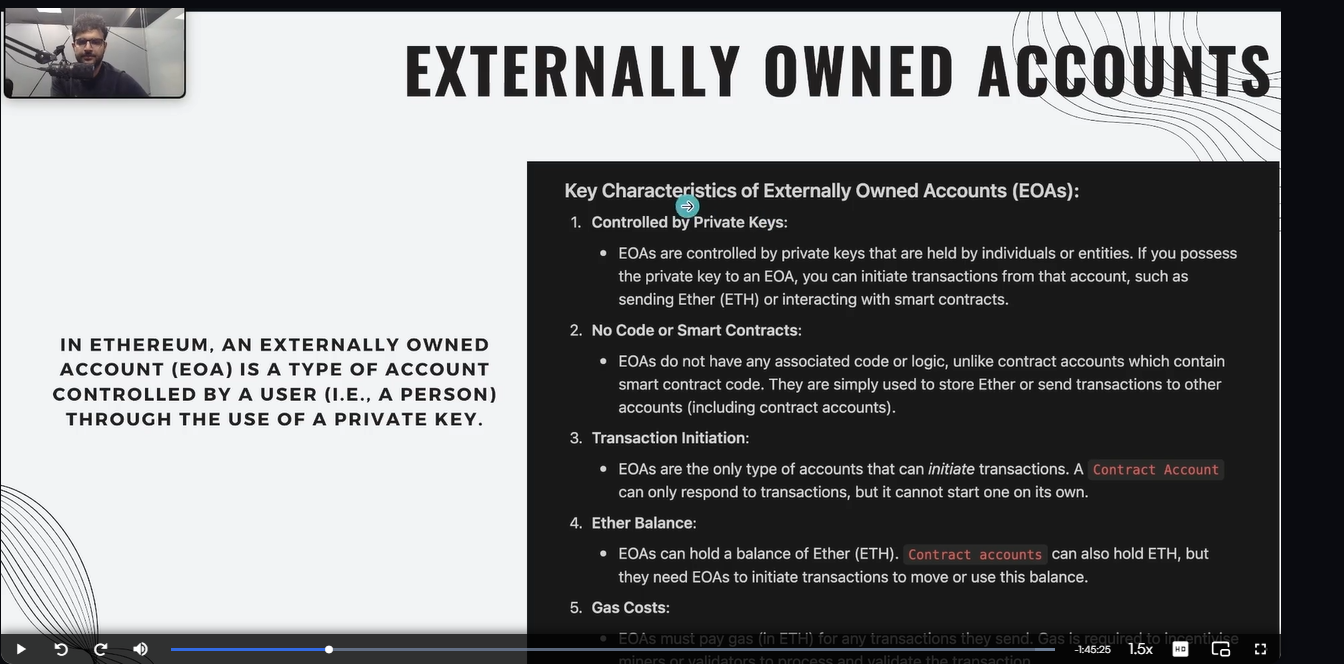 EXTERNALLY OWNED ACCOUNTS
IN ETHEREUM, AN EXTERNALLY OWNED
ACCOUNT (EOA) IS A TYPE OF ACCOUNT
CONTROLLED BY A USER (I.E., A PERSON)
THROUGH THE USE OF A PRIVATE KEY.
Key Characteristics of Externally Owned Accounts (EOAs):
1. Controlled by Private Keys:
• EOAs are controlled by private keys that are held by individuals or entities. If you possess
the private key to an EOA, you can initiate transactions from that account, such as
sending Ether (ETH) or interacting with smart contracts.
2. No Code or Smart Contracts:
• EOAs do not have any associated code or logic, unlike contract accounts which contain
smart contract code. They are simply used to store Ether or send transactions to other
accounts (including contract accounts).
3. Transaction Initiation:
• EOAs are the only type of accounts that can initiate transactions. A Contract Account
can only respond to transactions, but it cannot start one on its own.
4. Ether Balance:
• EOAs can hold a balance of Ether (ETH). Contract accounts can also hold ETH, but
they need EOAs to initiate transactions to move or use this balance.
5. Gas Costs:
• EOAs must pay gas (in ETH) for any transactions they send. Gas is required to incentivise
miners or validators to process and validate the transaction.
-1:45:25 1.5x HD